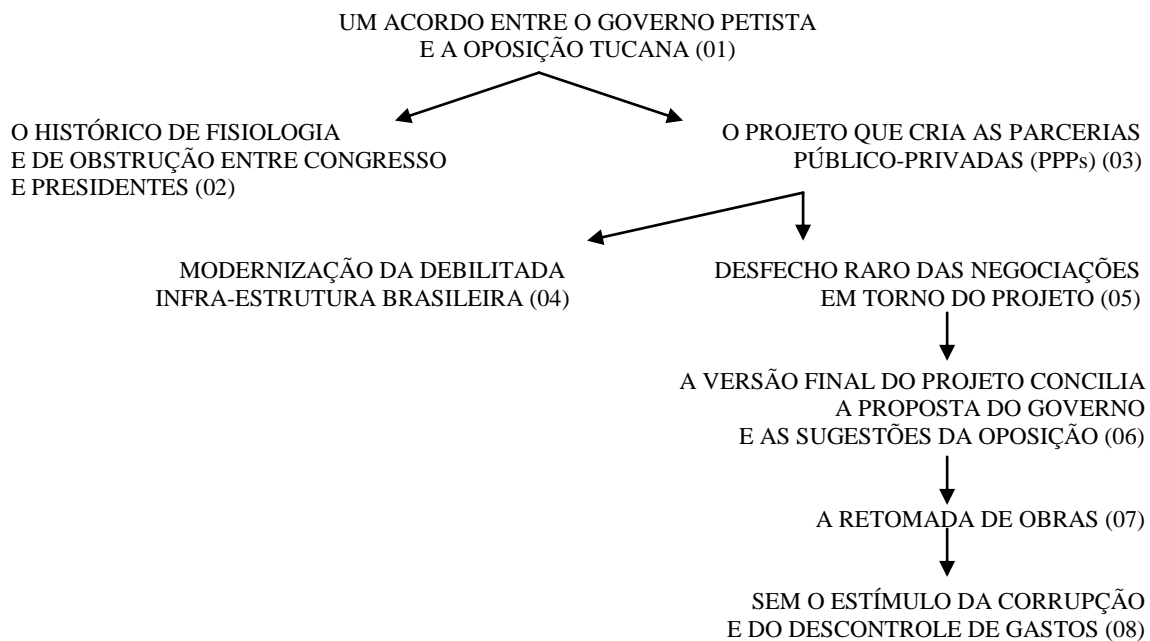 UM ACORDO ENTRE O GOVERNO PETISTA
E A OPOSIÇÃO TUCANA (01)
O HISTÓRICO DE FISIOLOGIA
E DE OBSTRUÇÃO ENTRE CONGRESSO
E PRESIDENTES (02)
O PROJETO QUE CRIA AS PARCERIAS
PÚBLICO-PRIVADAS (PPPs) (03)
MODERNIZAÇÃO DA DEBILITADA
INFRA-ESTRUTURA BRASILEIRA (04)
DESFECHO RARO DAS NEGOCIAÇÕES
EM TORNO DO PROJETO (05)
A VERSÃO FINAL DO PROJETO CONCILIA
A PROPOSTA DO GOVERNO
E AS SUGESTÕES DA OPOSIÇÃO (06)
A RETOMADA DE OBRAS (07)
SEM O ESTÍMULO DA CORRUPÇÃO
E DO DESCONTROLE DE GASTOS (08)